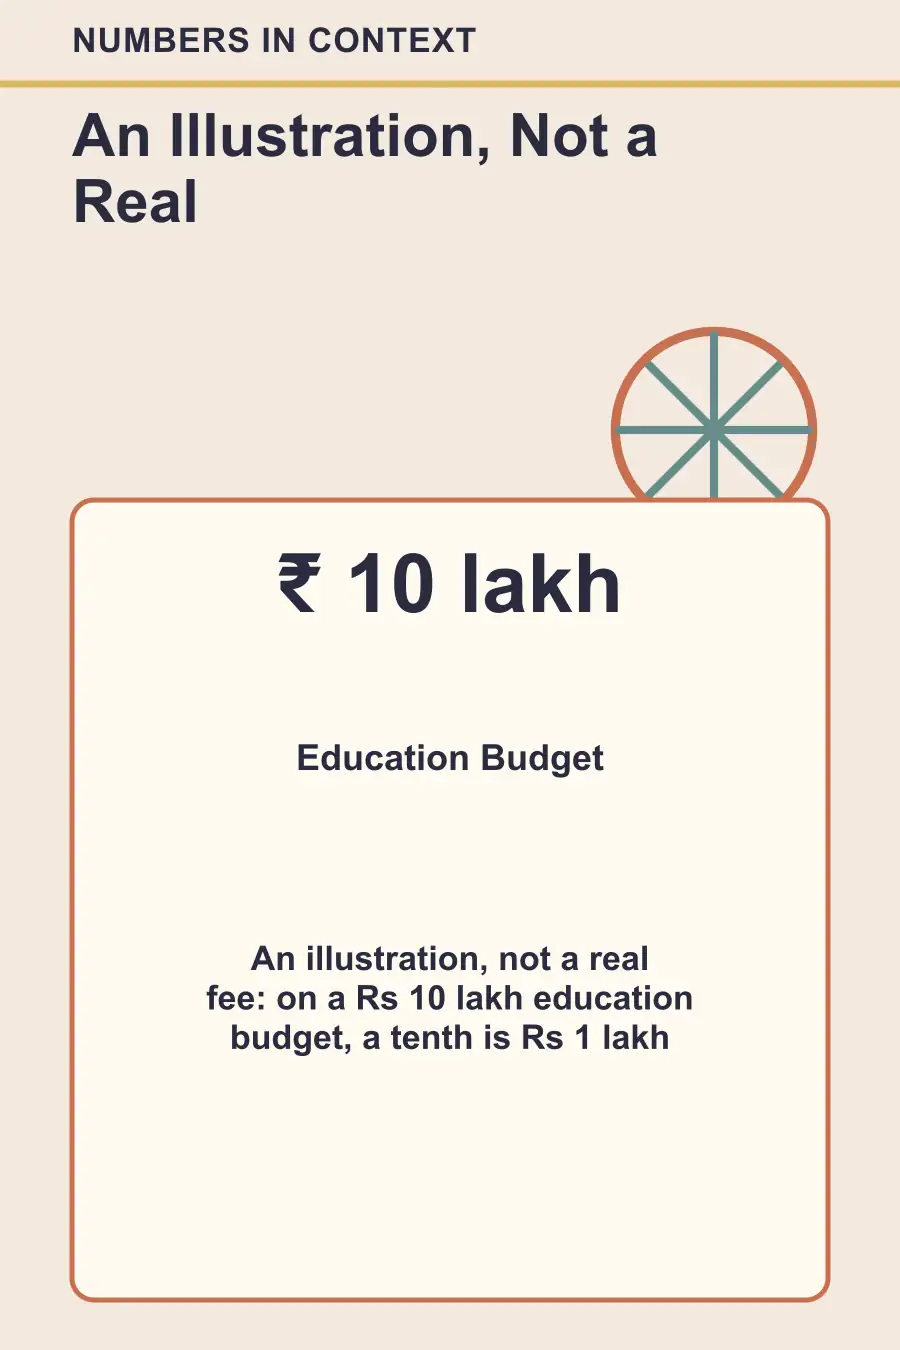 NUMBERS IN CONTEXT
An Illustration, Not a
Real
₹ 10 lakh
Education Budget
An illustration, not a real
fee: on a Rs 10 lakh education
budget, a tenth is Rs 1 lakh